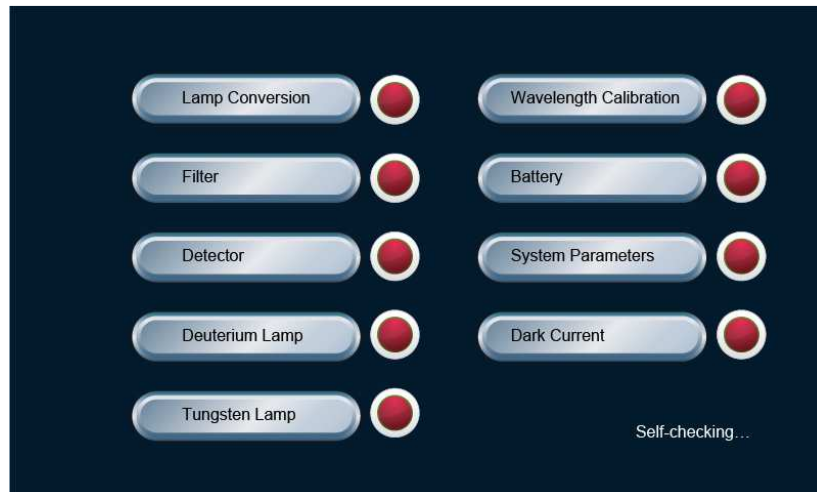 Lamp Conversion
Filter
Detector
Deuterium Lamp
Tungsten Lamp
Wavelength Calibration
Battery
System Parameters
Dark Current
Self-checking...